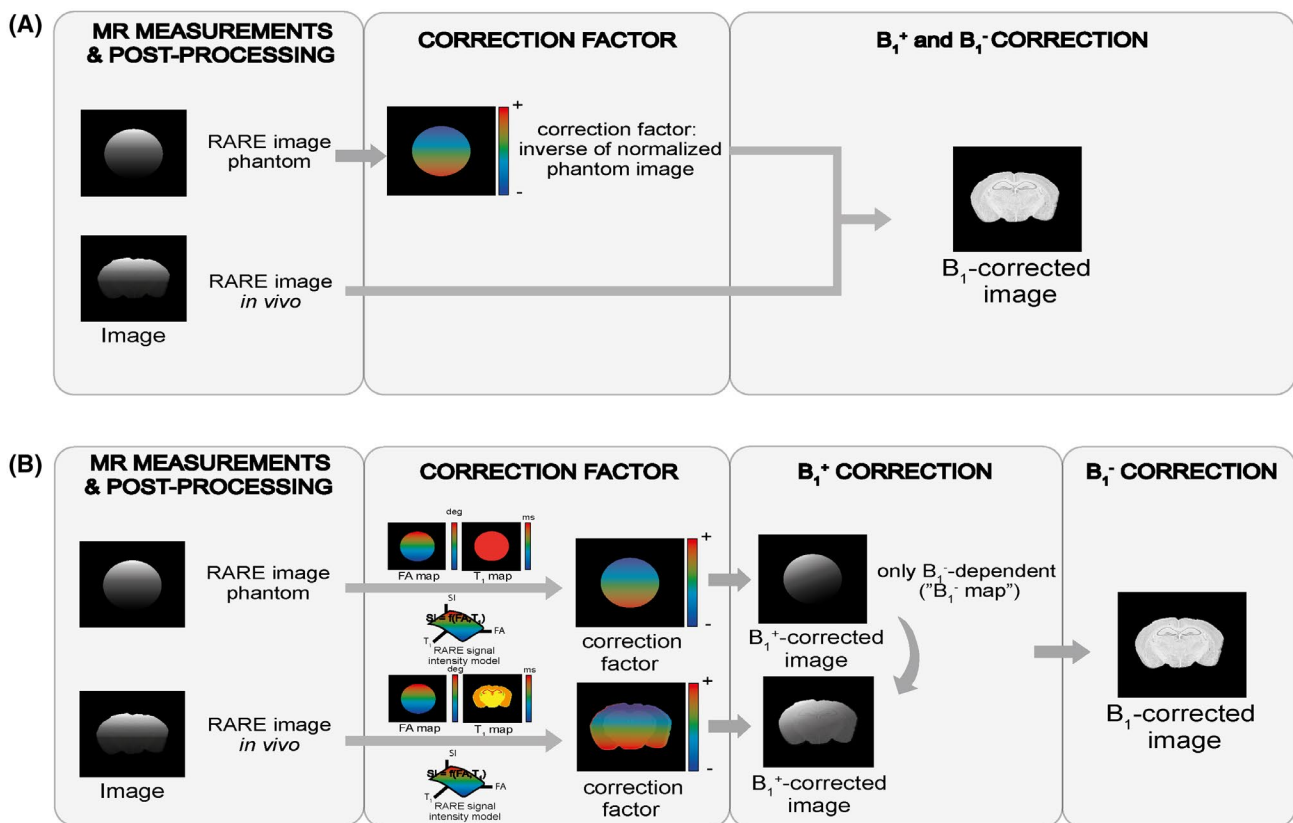 (A)
MR MEASUREMENTS
& POST-PROCESSING
RARE image
phantom
RARE image
in vivo
Image
CORRECTION FACTOR
+
-
correction factor:
inverse of normalized
phantom image
B₁⁺ and B₁⁻ CORRECTION
B₁-corrected
image
(B)
MR MEASUREMENTS
& POST-PROCESSING
RARE image
phantom
RARE image
in vivo
Image
CORRECTION FACTOR
deg
ms
FA map
T₁ map
SI
SI = f(FA,T₁)
FA
T₁
RARE signal
intensity model
+
-
correction
factor
deg
ms
FA map
T₁ map
SI
SI = f(FA,T₁)
FA
T₁
RARE signal
intensity model
+
-
correction
factor
B₁⁺ CORRECTION
only B₁⁻-dependent
("B₁⁻ map")
B₁⁺-corrected
image
B₁⁺-corrected
image
B₁⁻ CORRECTION
B₁-corrected
image